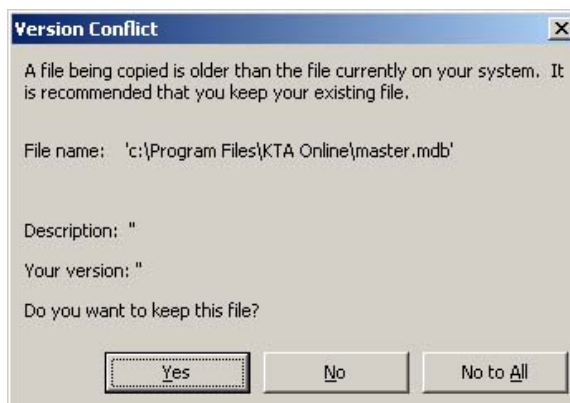 Version Conflict
A file being copied is older than the file currently on your system.  It
is recommended that you keep your existing file.
File name:   'c:\Program Files\KTA Online\master.mdb'
Description: "
Your version: "
Do you want to keep this file?
Yes
No
No to All